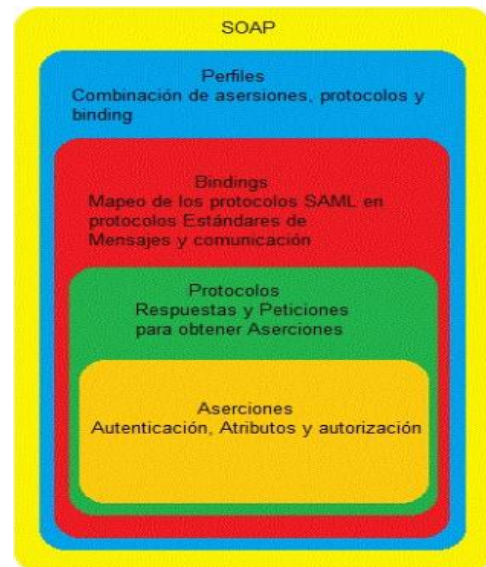 SOAP
Perfiles
Combinación de asersiones, protocolos y
binding
Bindings
Mapeo de los protocolos SAML en
protocolos Estándares de
Mensajes y comunicación
Protocolos
Respuestas y Peticiones
para obtener Aserciones
Aserciones
Autenticación, Atributos y autorización